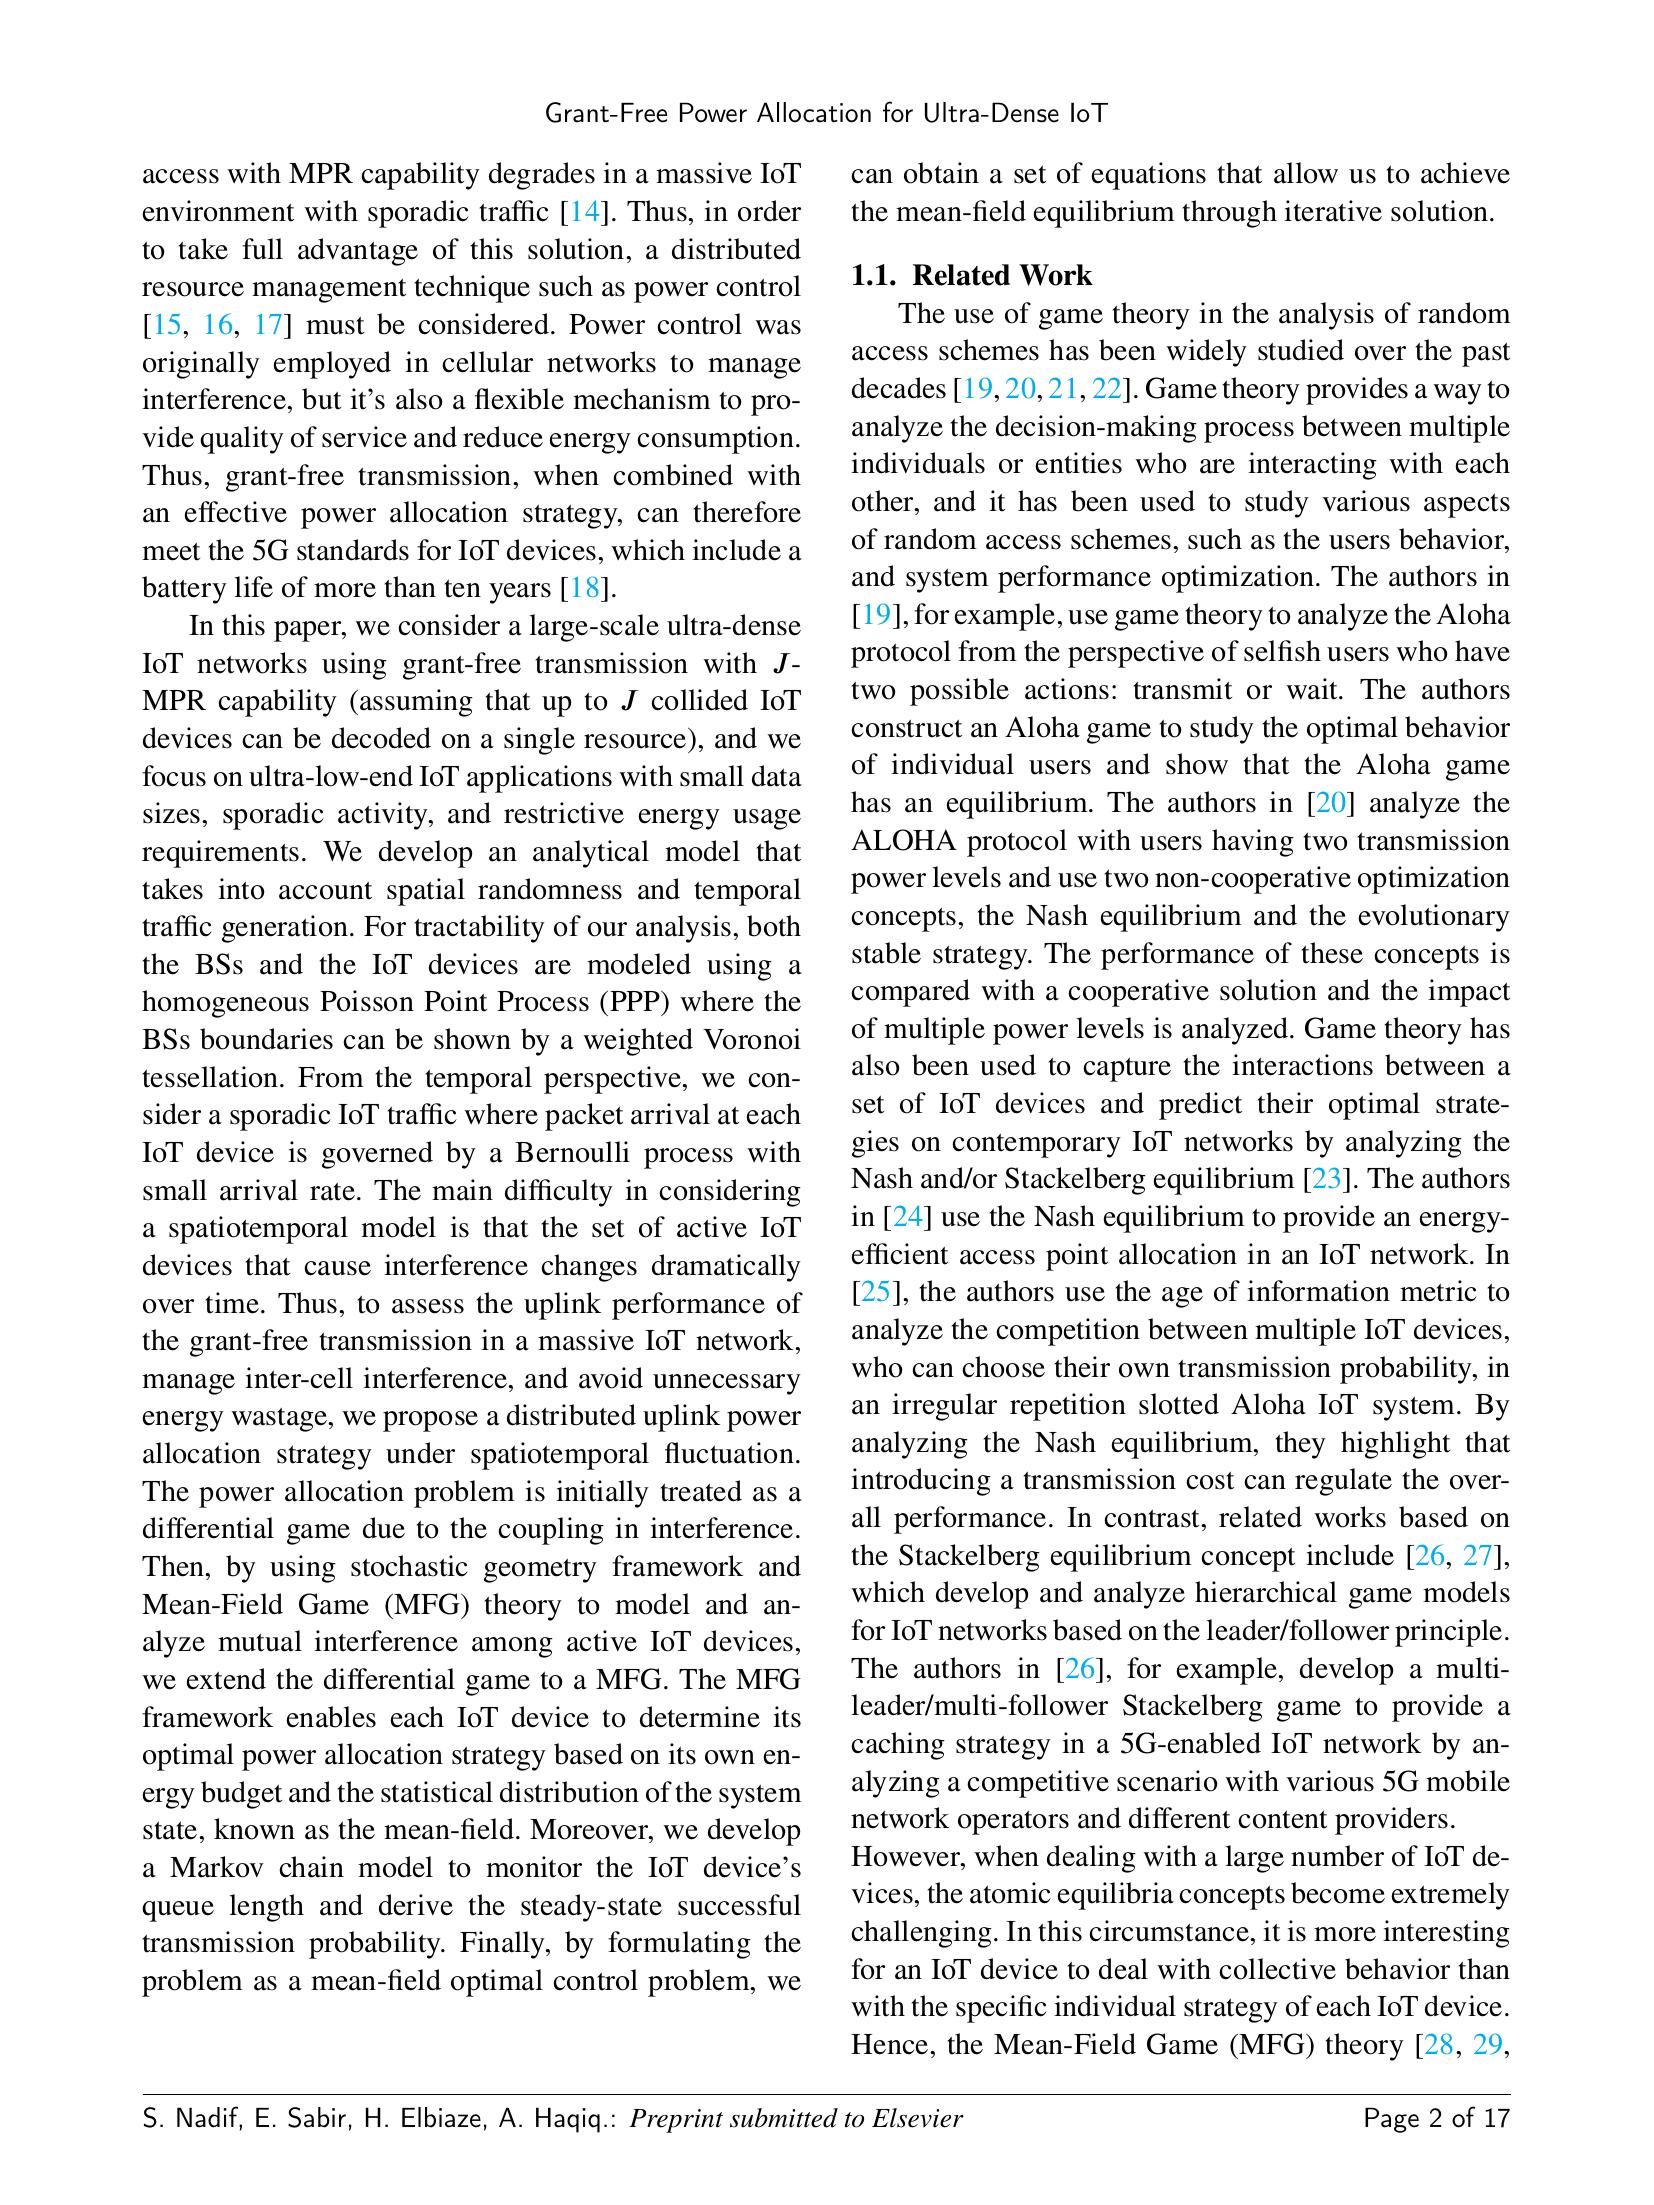 Grant-Free Power Allocation for Ultra-Dense IoT
access with MPR capability degrades in a massive IoT
environment with sporadic traffic [14]. Thus, in order
to take full advantage of this solution, a distributed
resource management technique such as power control
[15, 16, 17] must be considered. Power control was
originally employed in cellular networks to manage
interference, but it's also a flexible mechanism to pro-
vide quality of service and reduce energy consumption.
Thus, grant-free transmission, when combined with
an effective power allocation strategy, can therefore
meet the 5G standards for IoT devices, which include a
battery life of more than ten years [18].
In this paper, we consider a large-scale ultra-dense
IoT networks using grant-free transmission with J-
MPR capability (assuming that up to J collided IoT
devices can be decoded on a single resource), and we
focus on ultra-low-end IoT applications with small data
sizes, sporadic activity, and restrictive energy usage
requirements. We develop an analytical model that
takes into account spatial randomness and temporal
traffic generation. For tractability of our analysis, both
the BSs and the IoT devices are modeled using a
homogeneous Poisson Point Process (PPP) where the
BSs boundaries can be shown by a weighted Voronoi
tessellation. From the temporal perspective, we con-
sider a sporadic IoT traffic where packet arrival at each
IoT device is governed by a Bernoulli process with
small arrival rate. The main difficulty in considering
a spatiotemporal model is that the set of active IoT
devices that cause interference changes dramatically
over time. Thus, to assess the uplink performance of
the grant-free transmission in a massive IoT network,
manage inter-cell interference, and avoid unnecessary
energy wastage, we propose a distributed uplink power
allocation strategy under spatiotemporal fluctuation.
The power allocation problem is initially treated as a
differential game due to the coupling in interference.
Then, by using stochastic geometry framework and
Mean-Field Game (MFG) theory to model and an-
alyze mutual interference among active IoT devices,
we extend the differential game to a MFG. The MFG
framework enables each IoT device to determine its
optimal power allocation strategy based on its own en-
ergy budget and the statistical distribution of the system
state, known as the mean-field. Moreover, we develop
a Markov chain model to monitor the IoT device's
queue length and derive the steady-state successful
transmission probability. Finally, by formulating the
problem as a mean-field optimal control problem, we
can obtain a set of equations that allow us to achieve
the mean-field equilibrium through iterative solution.
1.1. Related Work
The use of game theory in the analysis of random
access schemes has been widely studied over the past
decades [19, 20, 21, 22]. Game theory provides a way to
analyze the decision-making process between multiple
individuals or entities who are interacting with each
other, and it has been used to study various aspects
of random access schemes, such as the users behavior,
and system performance optimization. The authors in
[19], for example, use game theory to analyze the Aloha
protocol from the perspective of selfish users who have
two possible actions: transmit or wait. The authors
construct an Aloha game to study the optimal behavior
of individual users and show that the Aloha game
has an equilibrium. The authors in [20] analyze the
ALOHA protocol with users having two transmission
power levels and use two non-cooperative optimization
concepts, the Nash equilibrium and the evolutionary
stable strategy. The performance of these concepts is
compared with a cooperative solution and the impact
of multiple power levels is analyzed. Game theory has
also been used to capture the interactions between a
set of IoT devices and predict their optimal strate-
gies on contemporary IoT networks by analyzing the
Nash and/or Stackelberg equilibrium [23]. The authors
in [24] use the Nash equilibrium to provide an energy-
efficient access point allocation in an IoT network. In
[25], the authors use the age of information metric to
analyze the competition between multiple IoT devices,
who can choose their own transmission probability, in
an irregular repetition slotted Aloha IoT system. By
analyzing the Nash equilibrium, they highlight that
introducing a transmission cost can regulate the over-
all performance. In contrast, related works based on
the Stackelberg equilibrium concept include [26, 27],
which develop and analyze hierarchical game models
for IoT networks based on the leader/follower principle.
The authors in [26], for example, develop a multi-
leader/multi-follower Stackelberg game to provide a
caching strategy in a 5G-enabled IoT network by an-
alyzing a competitive scenario with various 5G mobile
network operators and different content providers.
However, when dealing with a large number of IoT de-
vices, the atomic equilibria concepts become extremely
challenging. In this circumstance, it is more interesting
for an IoT device to deal with collective behavior than
with the specific individual strategy of each IoT device.
Hence, the Mean-Field Game (MFG) theory [28, 29,
S. Nadif, E. Sabir, H. Elbiaze, A. Haqiq.: Preprint submitted to Elsevier
Page 2 of 17